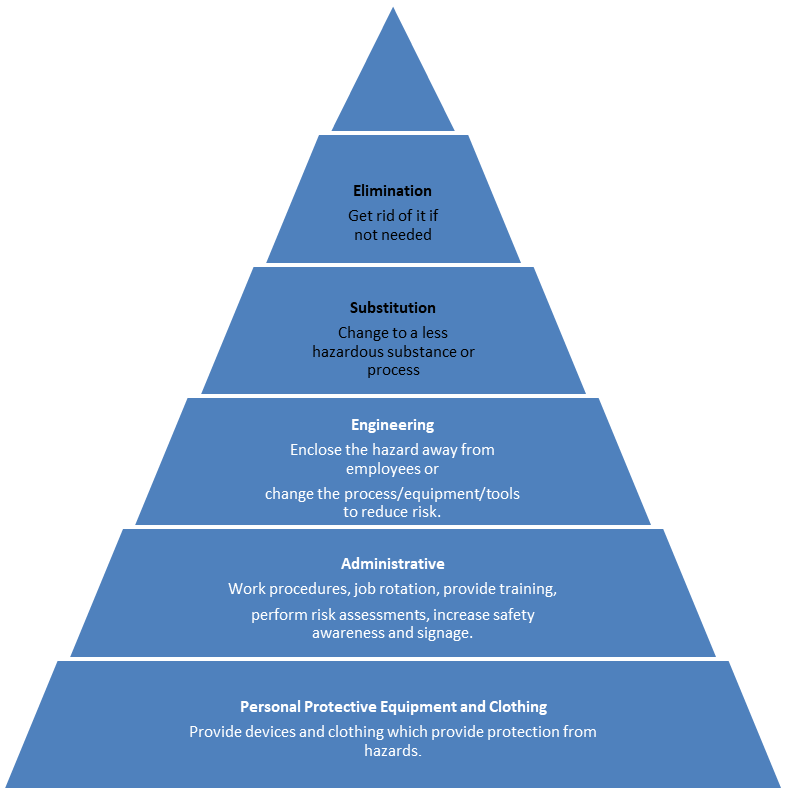 Elimination
Get rid of it if
not needed
Substitution
Change to a less
hazardous substance or
process
Engineering
Enclose the hazard away from
employees or
change the process/equipment/tools
to reduce risk.
Administrative
Work procedures, job rotation, provide training,
perform risk assessments, increase safety
awareness and signage.
Personal Protective Equipment and Clothing
Provide devices and clothing which provide protection from
hazards.